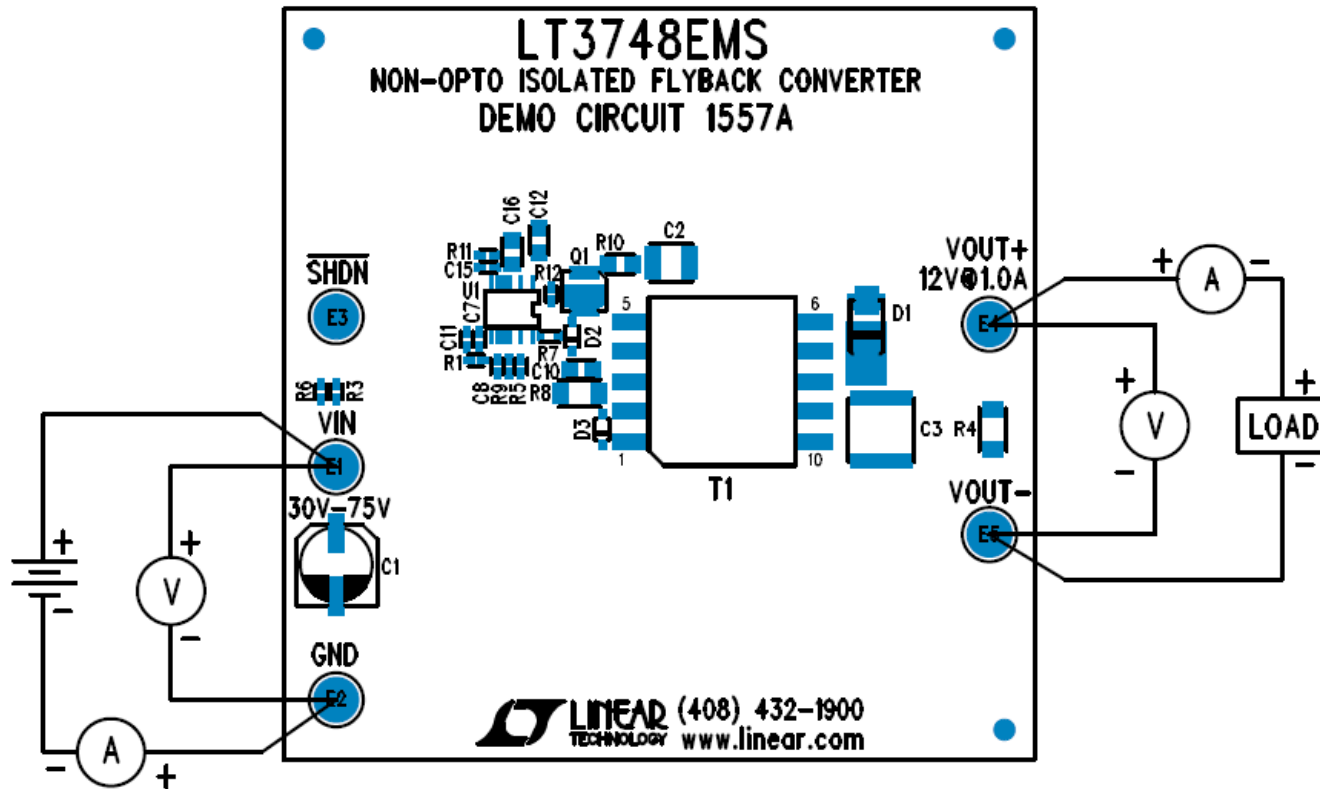 LT3748EMS
NON-OPTO ISOLATED FLYBACK CONVERTER
DEMO CIRCUIT 1557A
SHDN
E3
R6
R3
VIN
E1
30V-75V
C1
GND
E2
+
-
V
+
-
A
-
+
C16
C12
R11
C15
U1
C7
C11
R1
C8
R9
R5
R12
Q1
R10
C2
D2
R7
C10
R8
D3
5
6
1
10
T1
D1
C3
R4
VOUT+
12V@1.0A
E4
VOUT-
E5
+
A
-
+
V
-
+
LOAD
-
LINEAR
TECHNOLOGY
(408) 432-1900
www.linear.com